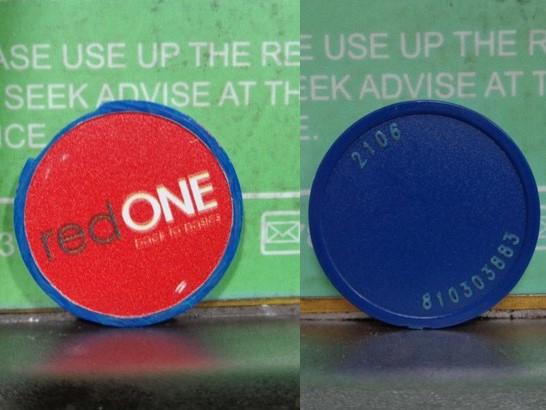 ASE USE UP THE RE
SEEK ADVISE AT TH
ICE
redONE
back to basics
E USE UP THE R
EEK ADVISE AT T
E.
2106
810303883